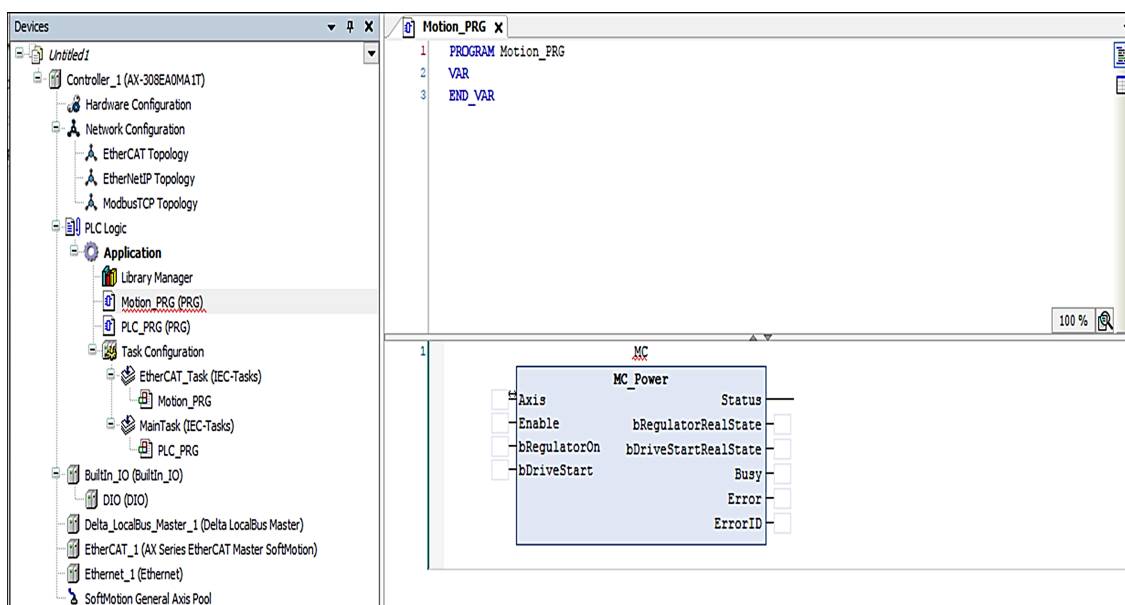 Devices
Untitled1
Controller_1 (AX-308EA0MA1T)
Hardware Configuration
Network Configuration
EtherCAT Topology
EtherNetIP Topology
ModbusTCP Topology
PLC Logic
Application
Library Manager
Motion_PRG (PRG)
PLC_PRG (PRG)
Task Configuration
EtherCAT_Task (IEC-Tasks)
Motion_PRG
MainTask (IEC-Tasks)
PLC_PRG
BuiltIn_IO (BuiltIn_IO)
DIO (DIO)
Delta_LocalBus_Master_1 (Delta LocalBus Master)
EtherCAT_1 (AX Series EtherCAT Master SoftMotion)
Ethernet_1 (Ethernet)
SoftMotion General Axis Pool
Motion_PRG X
1 PROGRAM Motion_PRG
2 VAR
3 END_VAR
100 %
1 MC
MC_Power
Axis Status
Enable bRegulatorRealState
bRegulatorOn bDriveStartRealState
bDriveStart Busy
Error
ErrorID